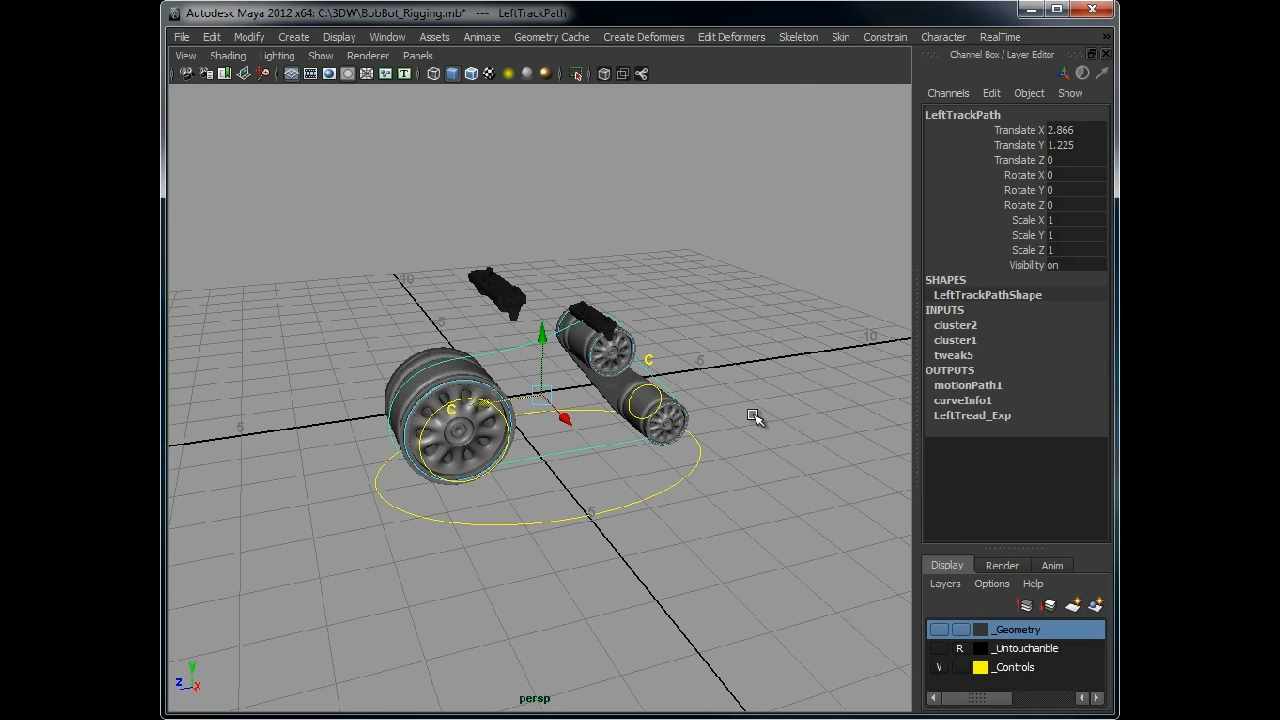 Autodesk Maya 2012 x64: C:\3DW\BobBot_Rigging.mb* --- LeftTrackPath
File Edit Modify Create Display Window Assets Animate Geometry Cache Create Deformers Edit Deformers Skeleton Skin Constrain Character RealTime »
View Shading Lighting Show Renderer Panels
Channel Box / Layer Editor
Channels Edit Object Show
LeftTrackPath
Translate X 2.866
Translate Y 1.225
Translate Z 0
Rotate X 0
Rotate Y 0
Rotate Z 0
Scale X 1
Scale Y 1
Scale Z 1
Visibility on
SHAPES
LeftTrackPathShape
INPUTS
cluster2
cluster1
tweak5
OUTPUTS
motionPath1
curveInfo1
LeftTread_Exp
10
5
10
5
5
5
C
C
y
z x
persp
Display Render Anim
Layers Options Help
_Geometry
R _Untouchable
V _Controls